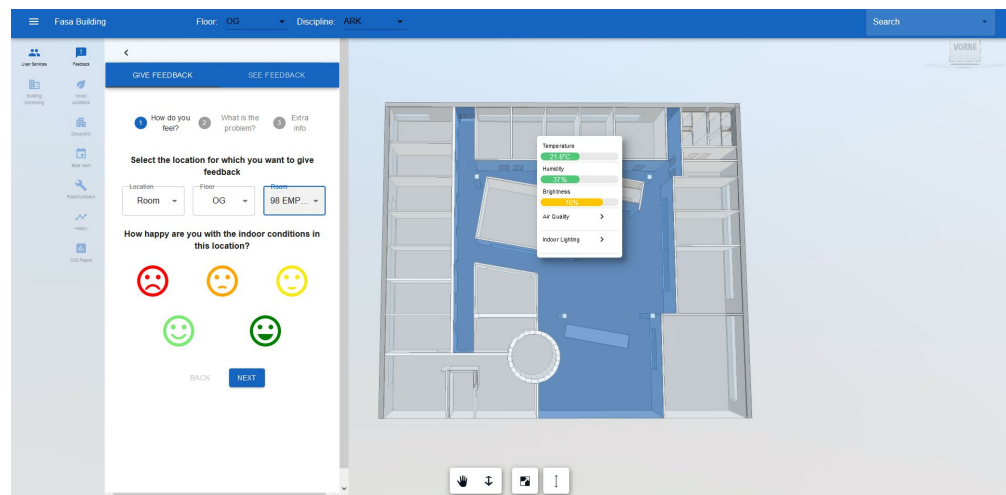 Fasa Building
Floor: OG
Discipline: ARK
Search
User Services
Feedback
Building
Monitoring
Indoor
conditions
Occupancy
Book room
Report problem
History
GIVE FEEDBACK
SEE FEEDBACK
1 How do you
feel?
2 What is the
problem?
3 Extra
info
Select the location for which you want to give
feedback
Location
Room
Floor
OG
Room
98 EMP...
How happy are you with the indoor conditions in
this location?
BACK
NEXT
Temperature
21.6°C
Humidity
37%
Brightness
10%
Air Quality
Indoor Lighting
VORNE